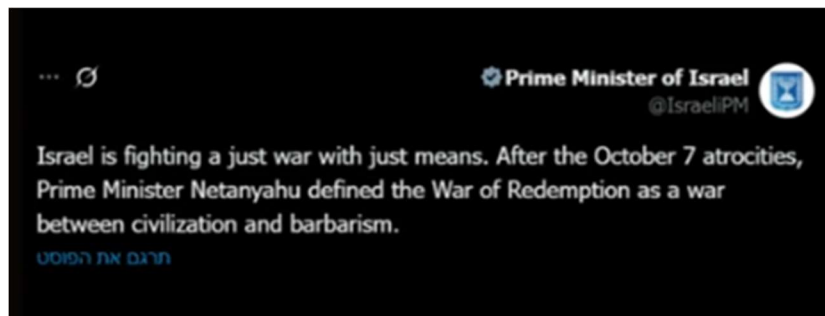 Prime Minister of Israel
@IsraeliPM
Israel is fighting a just war with just means. After the October 7 atrocities,
Prime Minister Netanyahu defined the War of Redemption as a war
between civilization and barbarism.
תרגם את הפוסט